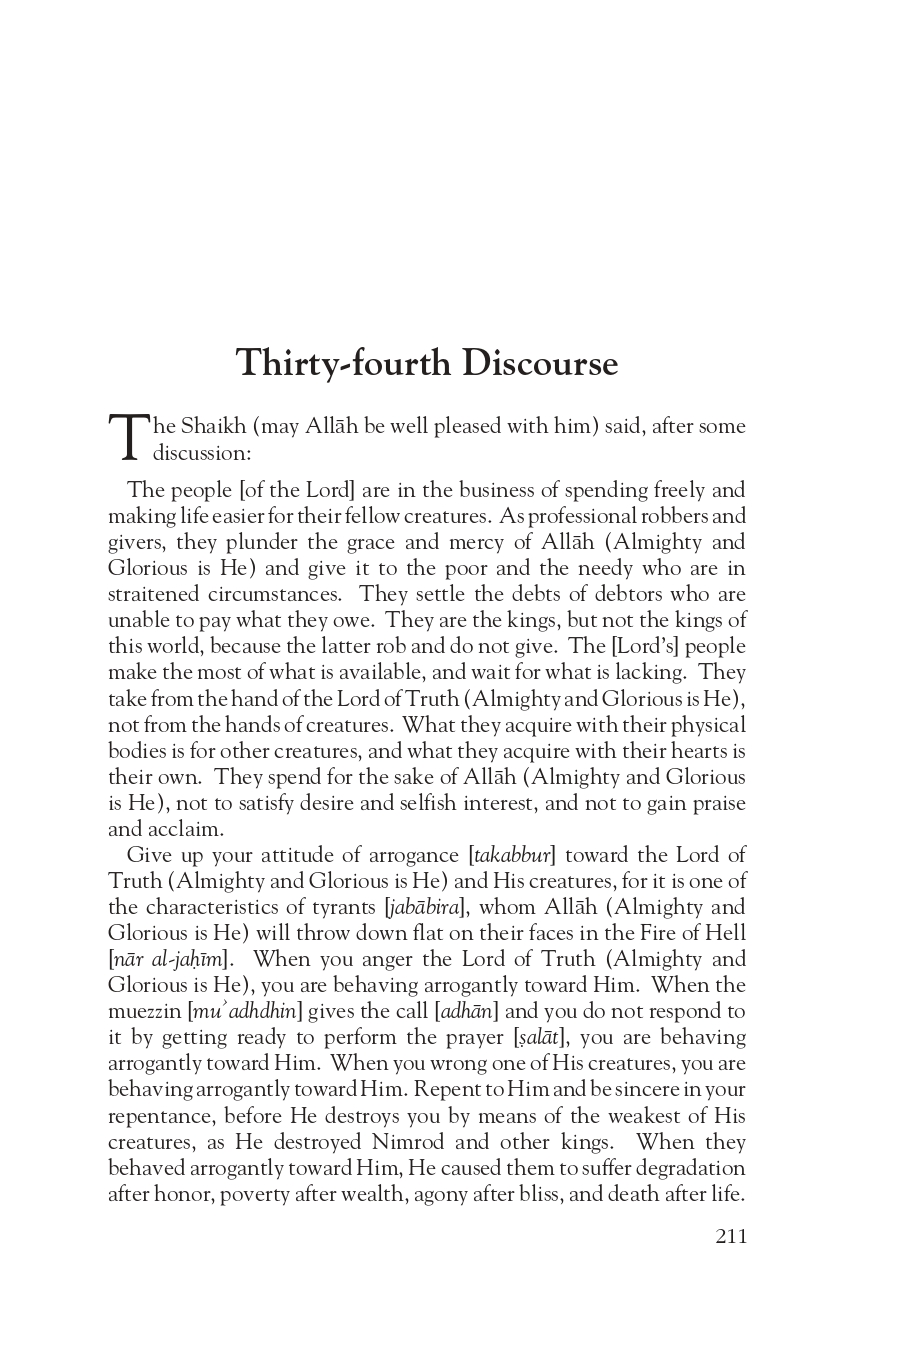 Thirty-fourth Discourse
The Shaikh (may Allāh be well pleased with him) said, after some
discussion:
The people [of the Lord] are in the business of spending freely and
making life easier for their fellow creatures. As professional robbers and
givers, they plunder the grace and mercy of Allāh (Almighty and
Glorious is He) and give it to the poor and the needy who are in
straitened circumstances. They settle the debts of debtors who are
unable to pay what they owe. They are the kings, but not the kings of
this world, because the latter rob and do not give. The [Lord’s] people
make the most of what is available, and wait for what is lacking. They
take from the hand of the Lord of Truth (Almighty and Glorious is He),
not from the hands of creatures. What they acquire with their physical
bodies is for other creatures, and what they acquire with their hearts is
their own. They spend for the sake of Allāh (Almighty and Glorious
is He), not to satisfy desire and selfish interest, and not to gain praise
and acclaim.
Give up your attitude of arrogance [takabbur] toward the Lord of
Truth (Almighty and Glorious is He) and His creatures, for it is one of
the characteristics of tyrants [jabābira], whom Allāh (Almighty and
Glorious is He) will throw down flat on their faces in the Fire of Hell
[nār al-jaḥīm]. When you anger the Lord of Truth (Almighty and
Glorious is He), you are behaving arrogantly toward Him. When the
muezzin [muʾadhdhin] gives the call [adhān] and you do not respond to
it by getting ready to perform the prayer [ṣalāt], you are behaving
arrogantly toward Him. When you wrong one of His creatures, you are
behaving arrogantly toward Him. Repent to Him and be sincere in your
repentance, before He destroys you by means of the weakest of His
creatures, as He destroyed Nimrod and other kings. When they
behaved arrogantly toward Him, He caused them to suffer degradation
after honor, poverty after wealth, agony after bliss, and death after life.
211